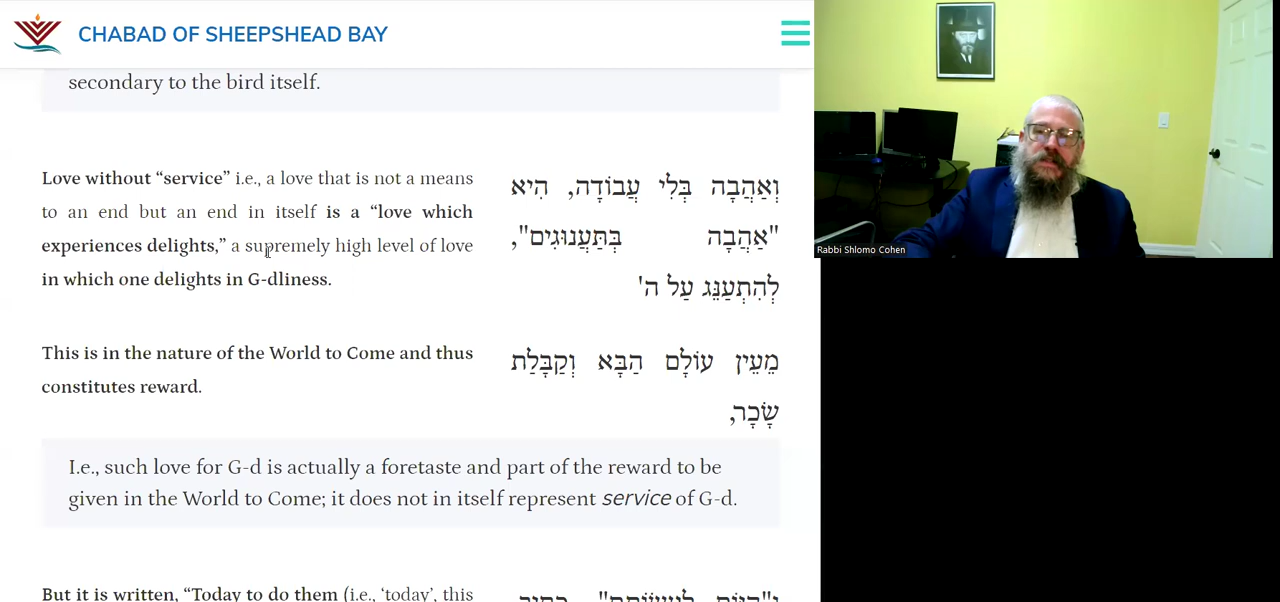 CHABAD OF SHEEPSHEAD BAY
secondary to the bird itself.
Love without “service” i.e., a love that is not a means
to an end but an end in itself is a “love which
experiences delights,” a supremely high level of love
in which one delights in G-dliness.
וְאַהֲבָה בְּלִי עֲבוֹדָה, הִיא
"אַהֲבָה בְּתַּעֲנוּגִים",
לְהִתְעַנֵּג עַל ה'
This is in the nature of the World to Come and thus
constitutes reward.
מֵעֵין עוֹלָם הַבָּא וְקַבָּלַת
שָׂכָר,
I.e., such love for G-d is actually a foretaste and part of the reward to be
given in the World to Come; it does not in itself represent service of G-d.
But it is written, “Today to do them (i.e., ‘today’, this
וְ"הַיּוֹם לַעֲשׂוֹתָם" כְּתִיב,
Rabbi Shlomo Cohen